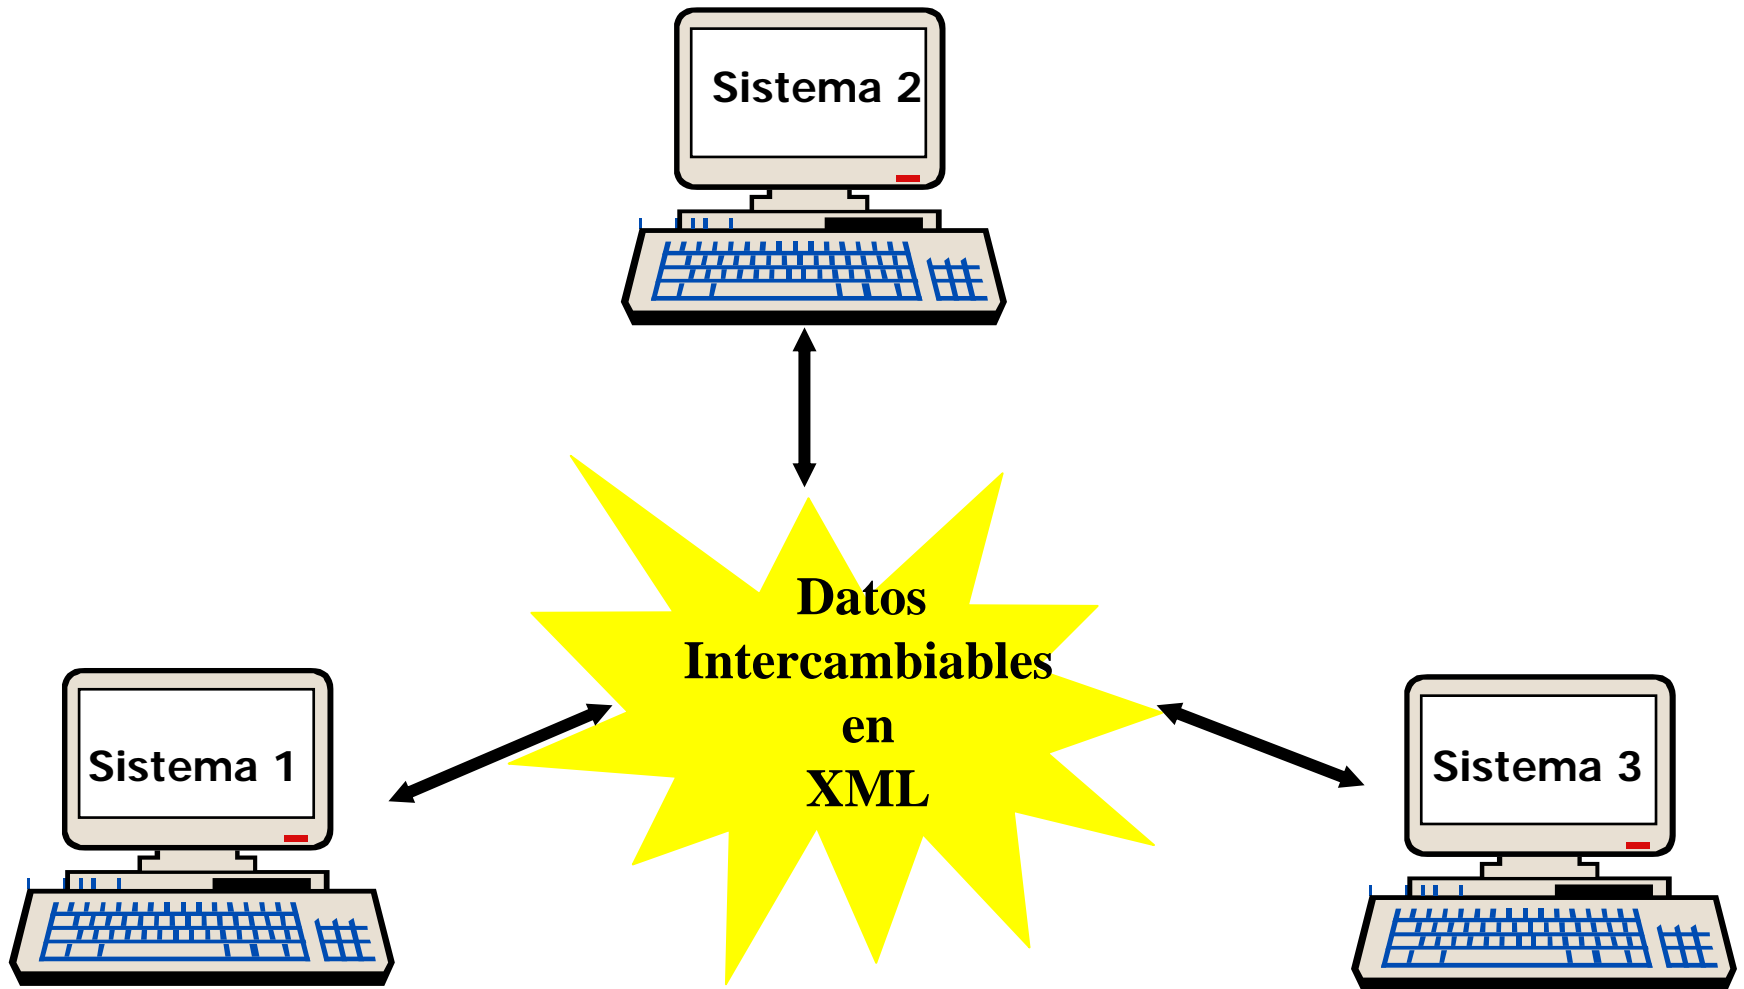 Sistema 2
Datos
Intercambiables
en
XML
Sistema 1
Sistema 3